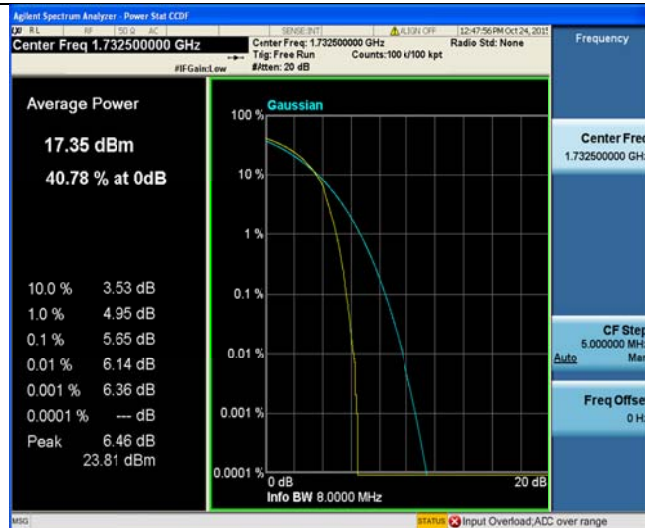 Agilent Spectrum Analyzer - Power Stat CCDF
RL RF 50 Ω AC SENSE:INT ALIGN OFF 12:47:56 PM Oct 24, 201
Center Freq 1.732500000 GHz
Center Freq: 1.732500000 GHz Radio Std: None
Trig: Free Run Counts:100 k/100 kpt
#IFGain:Low #Atten: 20 dB
Frequency
Average Power
17.35 dBm
40.78 % at 0dB
10.0 % 3.53 dB
1.0 % 4.95 dB
0.1 % 5.65 dB
0.01 % 6.14 dB
0.001 % 6.36 dB
0.0001 % --- dB
Peak 6.46 dB
23.81 dBm
Gaussian
100 %
10 %
1 %
0.1 %
0.01 %
0.001 %
0.0001 %
0 dB 20 dB
Info BW 8.0000 MHz
Center Freq
1.732500000 GHz
CF Step
5.000000 MHz
Auto Man
Freq Offse
0 Hz
MSG STATUS Input Overload;ADC over range